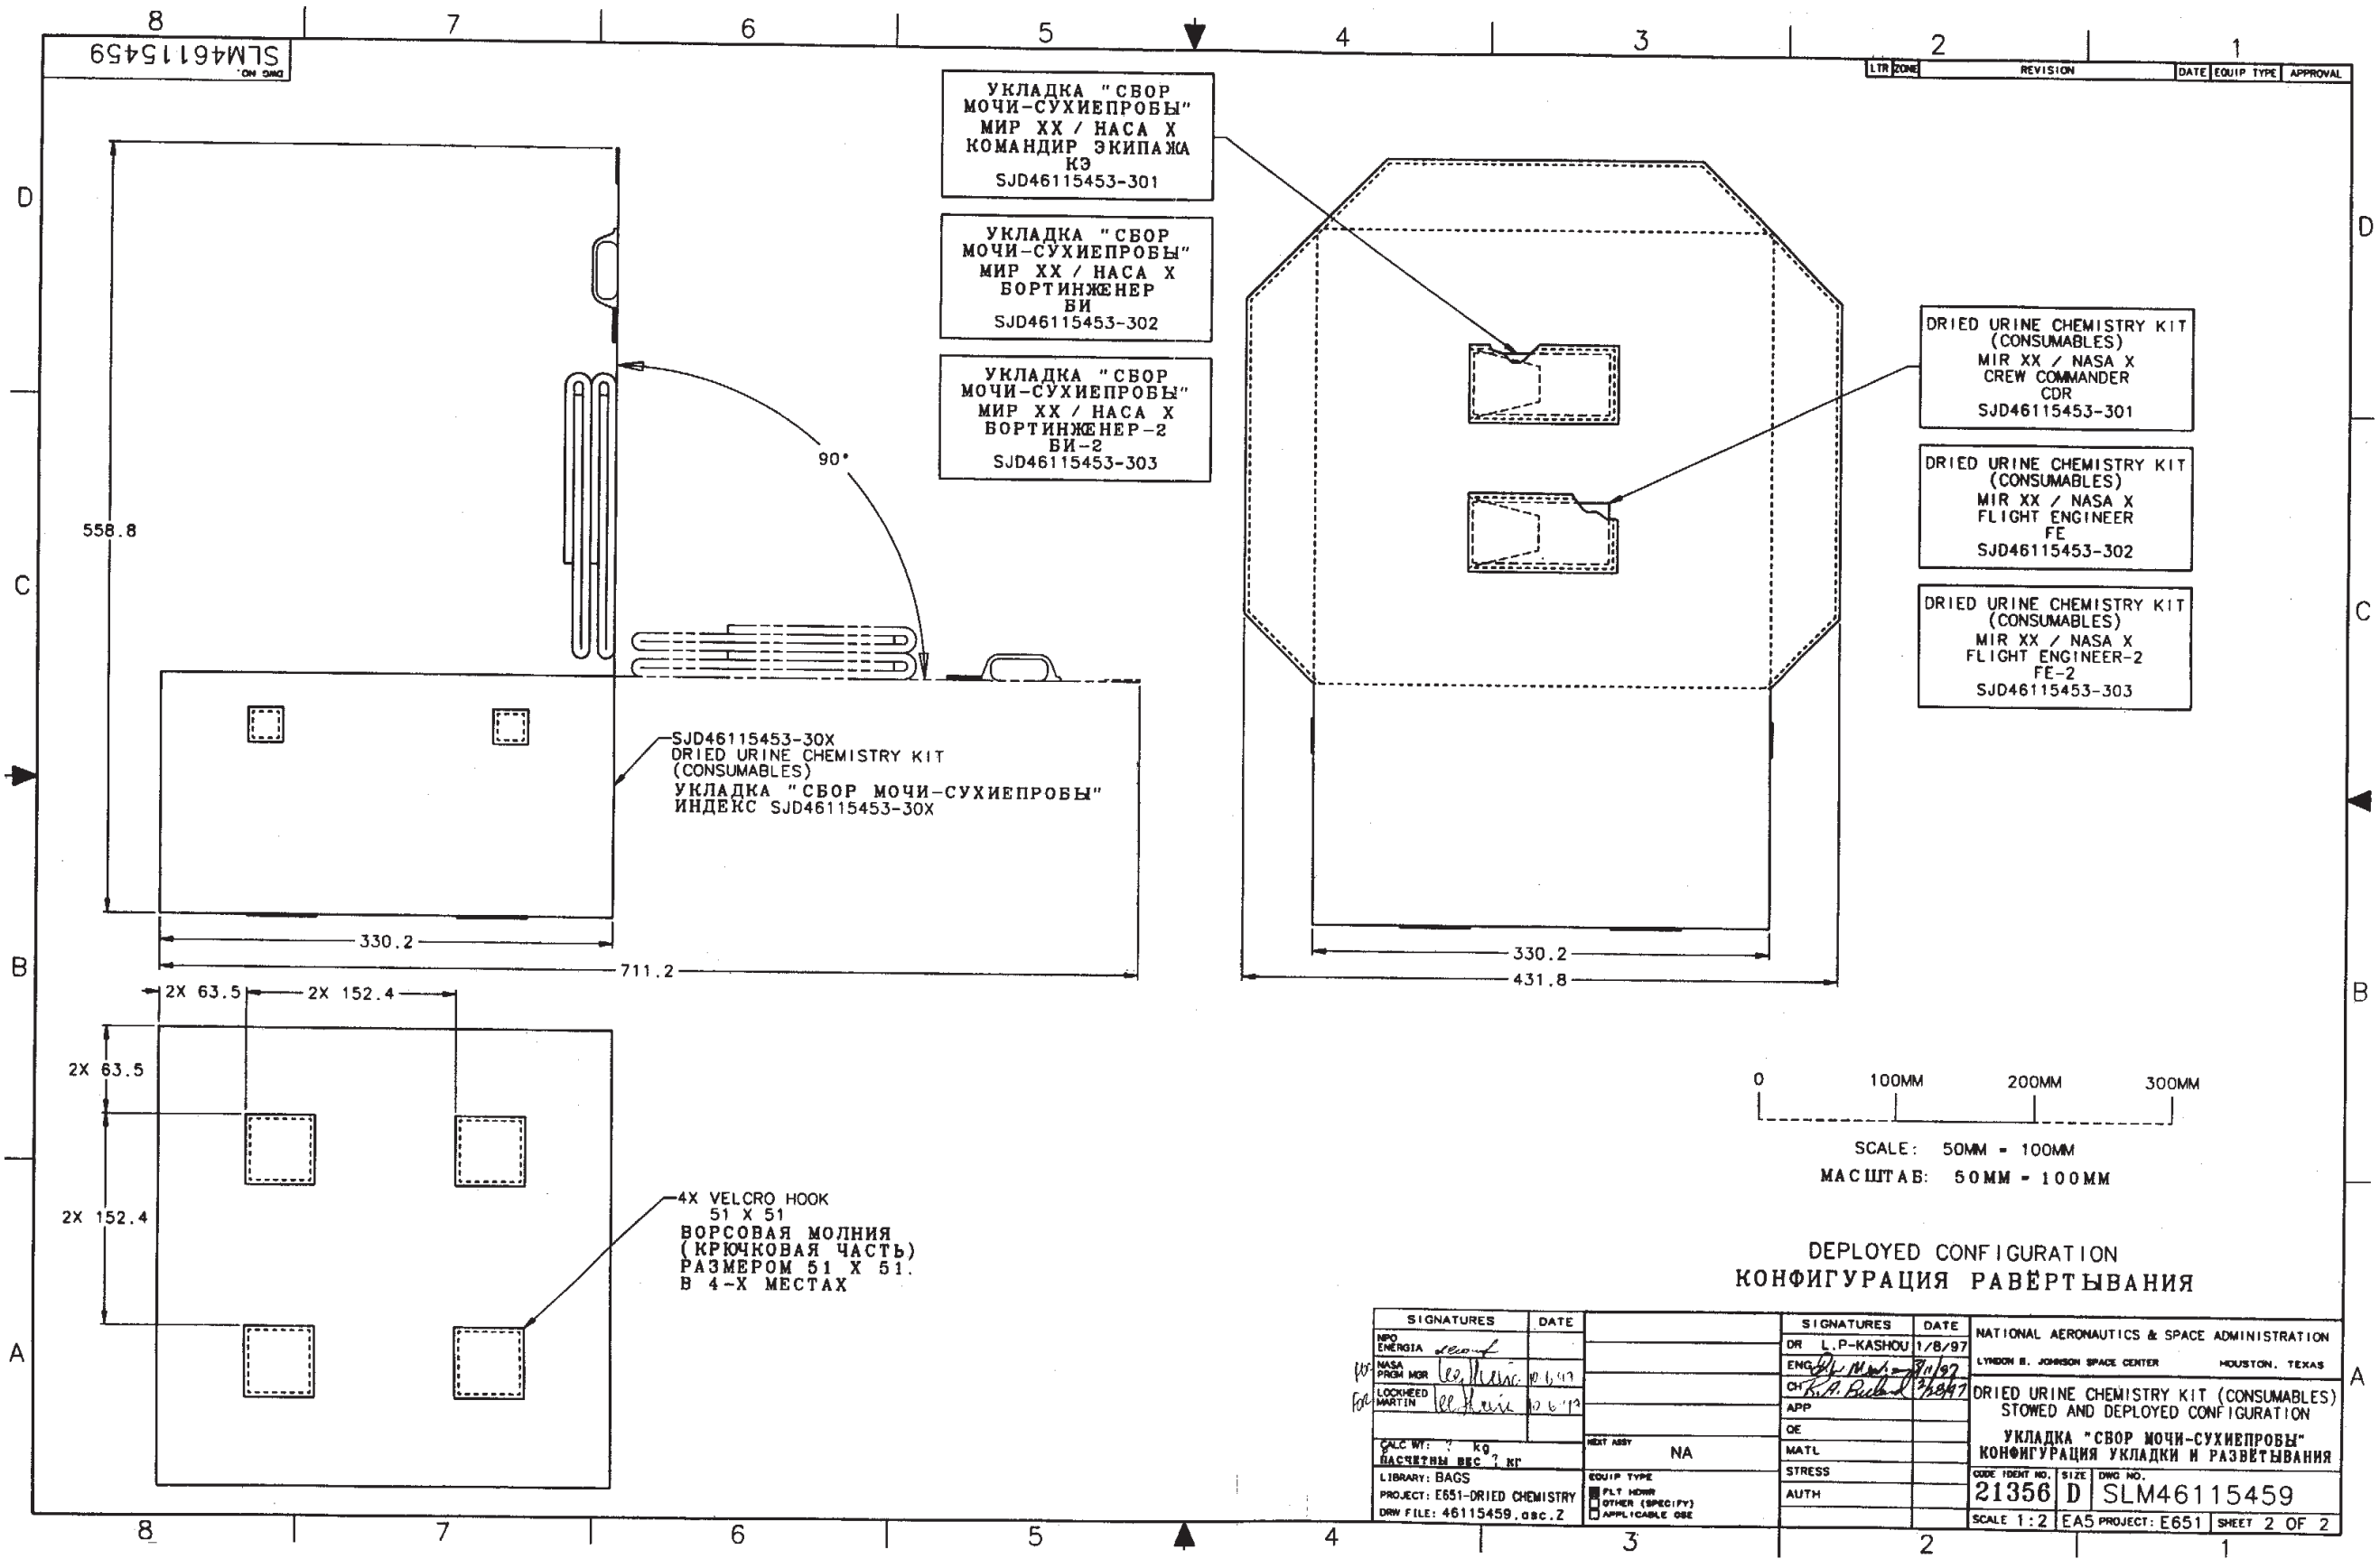 8 7 6 5 4 3 2 1
SLM46115459
DWG NO.
LTR ZONE REVISION DATE EQUIP TYPE APPROVAL
D
D
C
C
B
B
A
A
УКЛАДКА "СБОР
МОЧИ-СУХИЕПРОБЫ"
МИР XX / НАСА X
КОМАНДИР ЭКИПАЖА
КЭ
SJD46115453-301
УКЛАДКА "СБОР
МОЧИ-СУХИЕПРОБЫ"
МИР XX / НАСА X
БОРТИНЖЕНЕР
БИ
SJD46115453-302
УКЛАДКА "СБОР
МОЧИ-СУХИЕПРОБЫ"
МИР XX / НАСА X
БОРТИНЖЕНЕР-2
БИ-2
SJD46115453-303
DRIED URINE CHEMISTRY KIT
(CONSUMABLES)
MIR XX / NASA X
CREW COMMANDER
CDR
SJD46115453-301
DRIED URINE CHEMISTRY KIT
(CONSUMABLES)
MIR XX / NASA X
FLIGHT ENGINEER
FE
SJD46115453-302
DRIED URINE CHEMISTRY KIT
(CONSUMABLES)
MIR XX / NASA X
FLIGHT ENGINEER-2
FE-2
SJD46115453-303
558.8
90°
SJD46115453-30X
DRIED URINE CHEMISTRY KIT
(CONSUMABLES)
УКЛАДКА "СБОР МОЧИ-СУХИЕПРОБЫ"
ИНДЕКС SJD46115453-30X
330.2
711.2
330.2
431.8
2X 63.5
2X 152.4
2X 63.5
2X 152.4
4X VELCRO HOOK
51 X 51
ВОРСОВАЯ МОЛНИЯ
(КРЮЧКОВАЯ ЧАСТЬ)
РАЗМЕРОМ 51 X 51.
В 4-Х МЕСТАХ
0 100MM 200MM 300MM
SCALE: 50MM = 100MM
МАСШТАБ: 50MM = 100MM
DEPLOYED CONFIGURATION
КОНФИГУРАЦИЯ РАВЁРТЫВАНИЯ
SIGNATURES DATE
NPO
ENERGIA
NASA
PRGM MGR
LOCKHEED
MARTIN
CALC WT: ? KG
РАСЧЕТНЫ ВЕС ? КГ
LIBRARY: BAGS
PROJECT: E651-DRIED CHEMISTRY
DRW FILE: 46115459.asc.Z
NEXT ASSY
NA
EQUIP TYPE
FLT HDWR
OTHER (SPECIFY)
APPLICABLE GSE
SIGNATURES DATE
DR L.P-KASHOU 1/8/97
ENG
CH
APP
QE
MATL
STRESS
AUTH
NATIONAL AERONAUTICS & SPACE ADMINISTRATION
LYNDON B. JOHNSON SPACE CENTER HOUSTON, TEXAS
DRIED URINE CHEMISTRY KIT (CONSUMABLES)
STOWED AND DEPLOYED CONFIGURATION
УКЛАДКА "СБОР МОЧИ-СУХИЕПРОБЫ"
КОНФИГУРАЦИЯ УКЛАДКИ И РАЗВЕТЫВАНИЯ
CODE IDENT NO. SIZE DWG NO.
21356 D SLM46115459
SCALE 1:2 EA5 PROJECT: E651 SHEET 2 OF 2
8 7 6 5 4 3 2 1